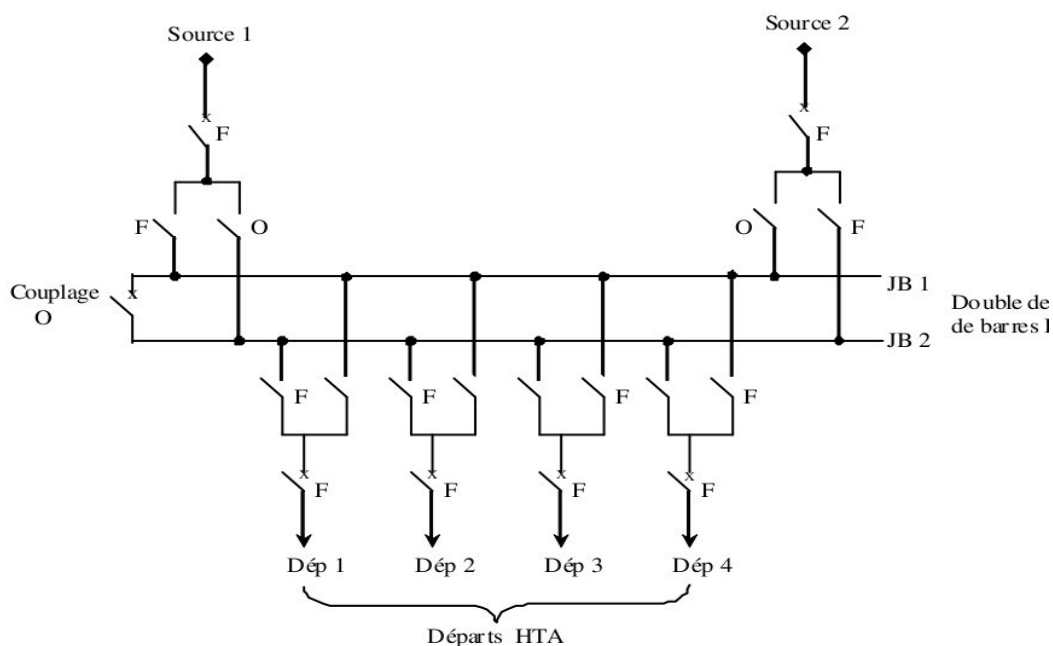 Source 1
Source 2
F
F
F
O
O
F
Couplage
O
JB 1
JB 2
Double de
de barres
F
F
F
F
F
F
F
F
Dép 1
Dép 2
Dép 3
Dép 4
Départs HTA